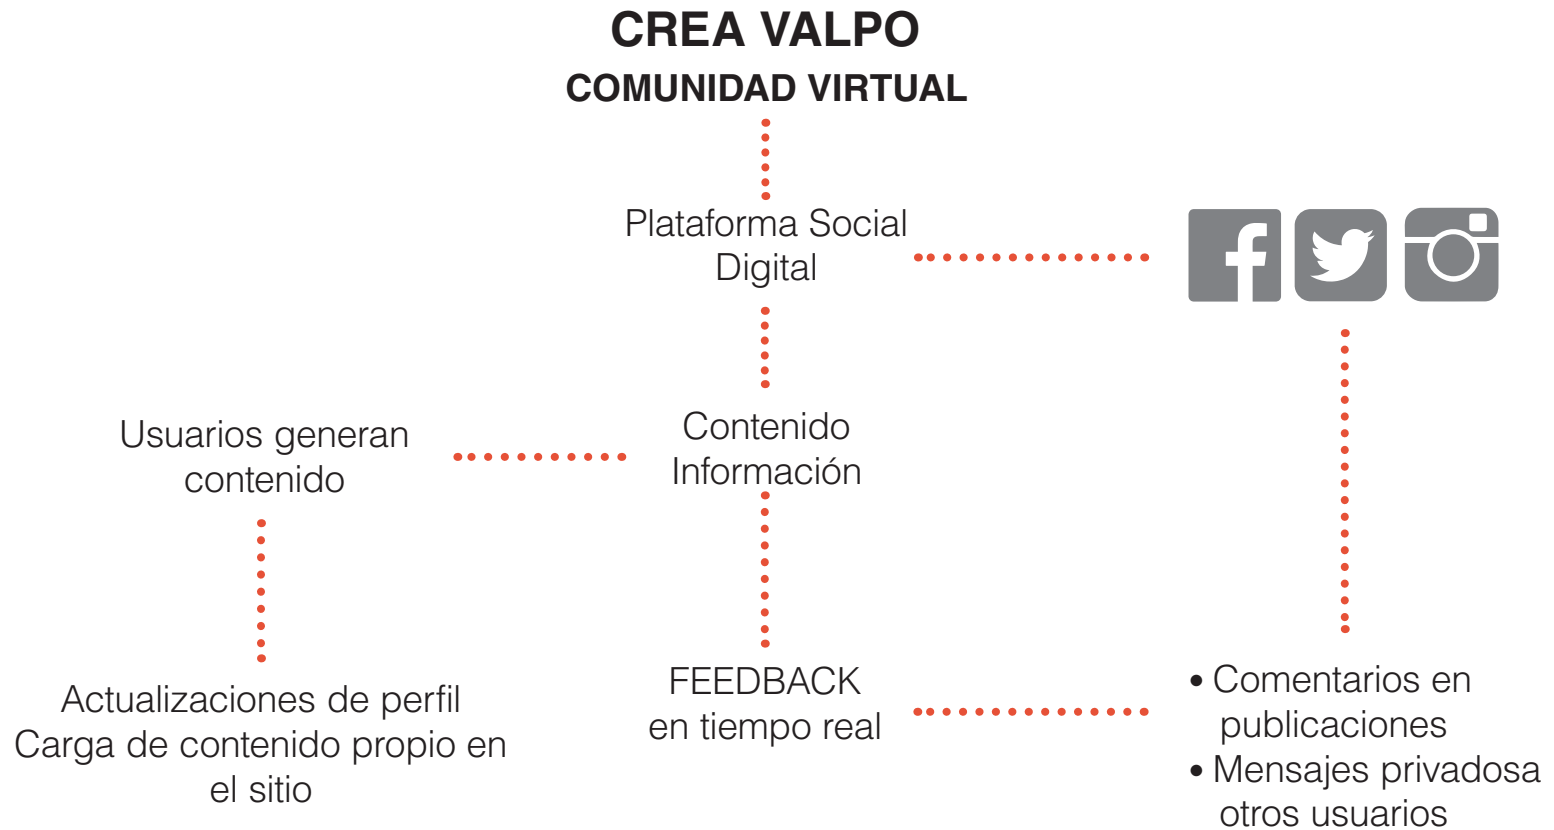 CREA VALPO
COMUNIDAD VIRTUAL
Plataforma Social
Digital
Usuarios generan
contenido
Contenido
Información
Actualizaciones de perfil
Carga de contenido propio en
el sitio
FEEDBACK
en tiempo real
• Comentarios en
publicaciones
• Mensajes privadosa
otros usuarios